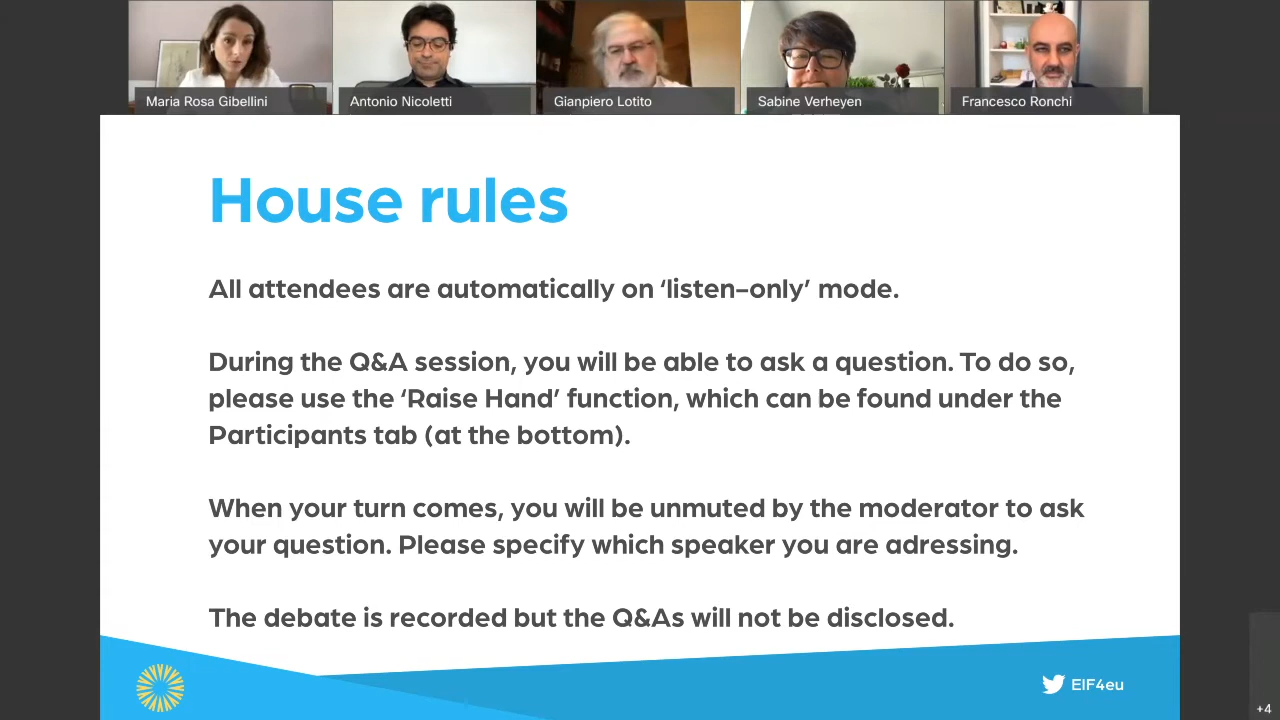 Maria Rosa Gibellini
Antonio Nicoletti
Gianpiero Lotito
Sabine Verheyen
Francesco Ronchi
House rules
All attendees are automatically on ‘listen-only’ mode.
During the Q&A session, you will be able to ask a question. To do so,
please use the ‘Raise Hand’ function, which can be found under the
Participants tab (at the bottom).
When your turn comes, you will be unmuted by the moderator to ask
your question. Please specify which speaker you are adressing.
The debate is recorded but the Q&As will not be disclosed.
EIF4eu
+4